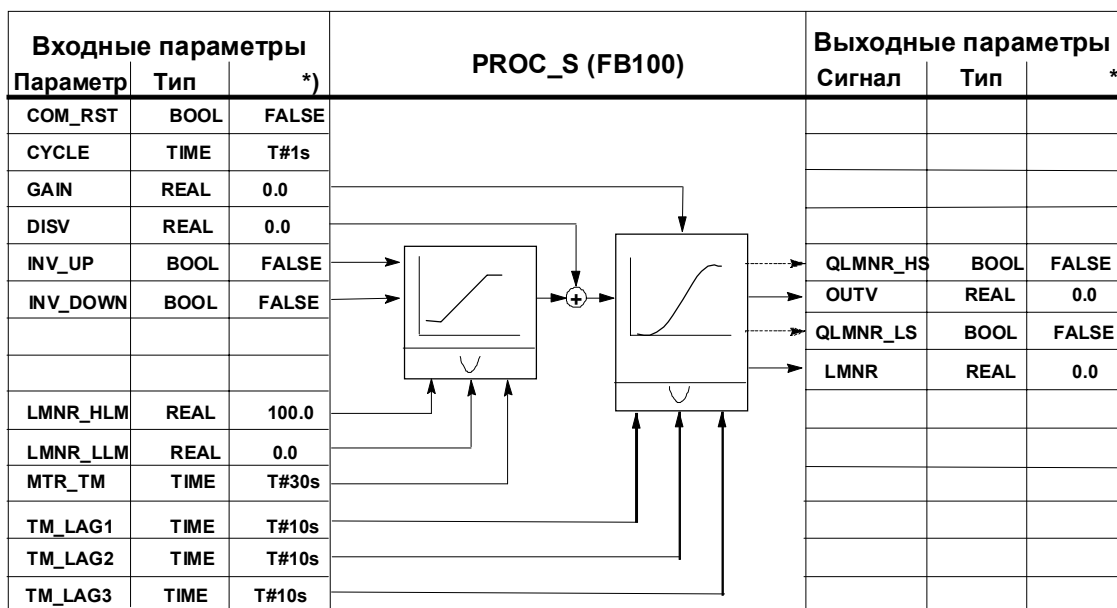 Входные параметры
PROC_S (FB100)
Выходные параметры
Параметр Тип *)
Сигнал Тип *
COM_RST BOOL FALSE
CYCLE TIME T#1s
GAIN REAL 0.0
DISV REAL 0.0
INV_UP BOOL FALSE
QLMNR_HS BOOL FALSE
INV_DOWN BOOL FALSE
+
OUTV REAL 0.0
QLMNR_LS BOOL FALSE
LMNR REAL 0.0
LMNR_HLM REAL 100.0
LMNR_LLM REAL 0.0
MTR_TM TIME T#30s
TM_LAG1 TIME T#10s
TM_LAG2 TIME T#10s
TM_LAG3 TIME T#10s